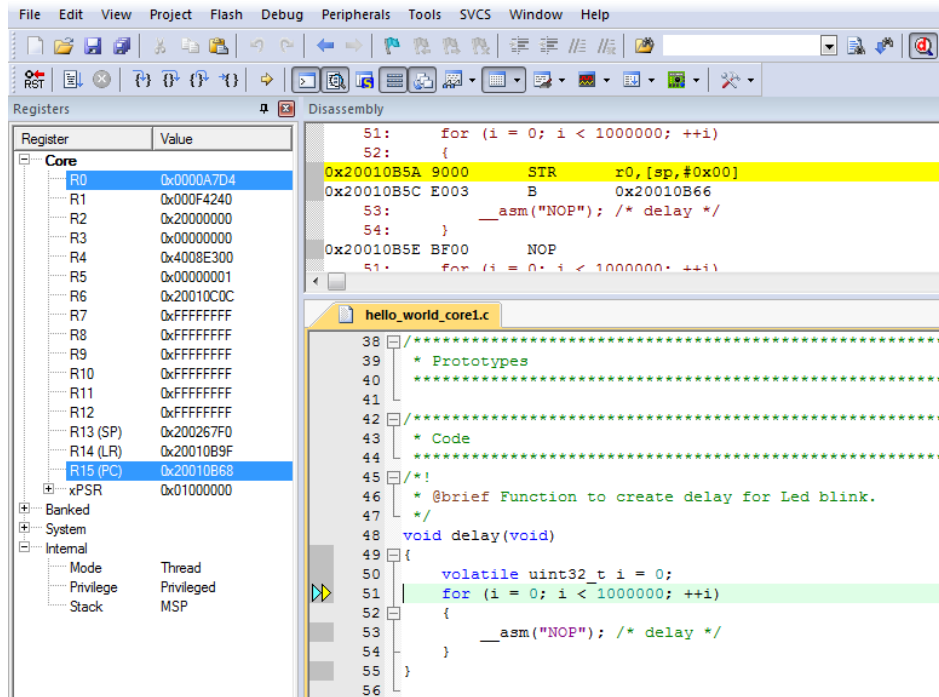 File Edit View Project Flash Debug Peripherals Tools SVCS Window Help
RST
Registers
Register Value
Core
R0 0x0000A7D4
R1 0x000F4240
R2 0x20000000
R3 0x00000000
R4 0x4008E300
R5 0x00000001
R6 0x20010C0C
R7 0xFFFFFFFF
R8 0xFFFFFFFF
R9 0xFFFFFFFF
R10 0xFFFFFFFF
R11 0xFFFFFFFF
R12 0xFFFFFFFF
R13 (SP) 0x200267F0
R14 (LR) 0x20010B9F
R15 (PC) 0x20010B68
xPSR 0x01000000
Banked
System
Internal
Mode Thread
Privilege Privileged
Stack MSP
Disassembly
51: for (i = 0; i < 1000000; ++i)
52: {
0x20010B5A 9000 STR r0,[sp,#0x00]
0x20010B5C E003 B 0x20010B66
53: __asm("NOP"); /* delay */
54: }
0x20010B5E BF00 NOP
51: for (i = 0; i < 1000000; ++i)
hello_world_core1.c
38 /*******************************************************
39 * Prototypes
40 ******************************************************
41
42 /*******************************************************
43 * Code
44 ******************************************************
45 /*!
46 * @brief Function to create delay for Led blink.
47 */
48 void delay(void)
49 {
50 volatile uint32_t i = 0;
51 for (i = 0; i < 1000000; ++i)
52 {
53 __asm("NOP"); /* delay */
54 }
55 }
56